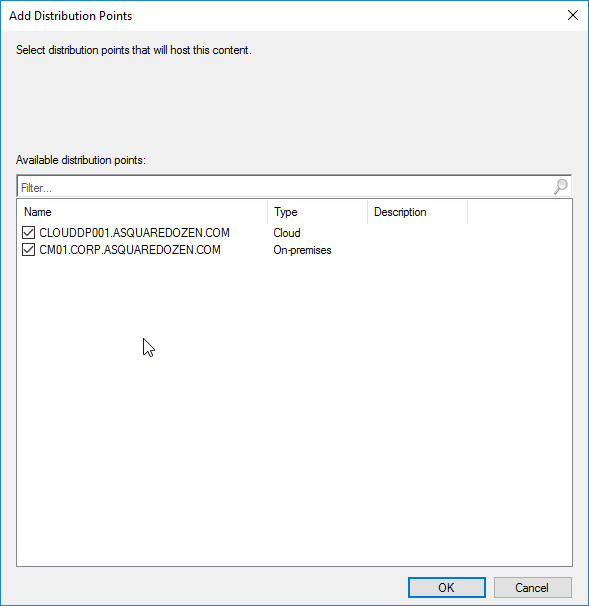 Add Distribution Points
Select distribution points that will host this content.
Available distribution points:
Filter...
Name Type Description
CLOUDDP001.ASQUAREDOZEN.COM Cloud
CM01.CORP.ASQUAREDOZEN.COM On-premises
OK Cancel